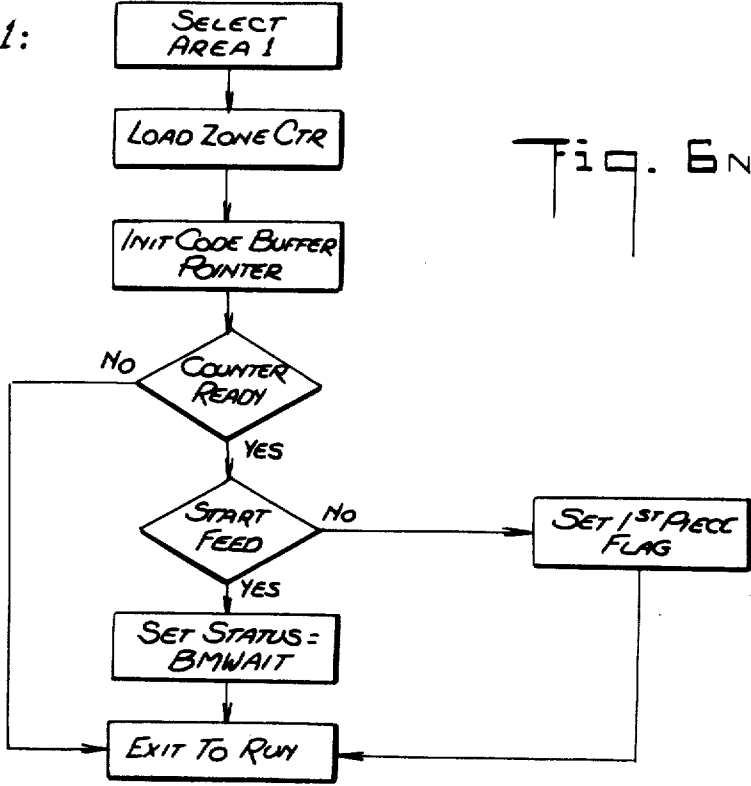 1:
SELECT
AREA 1
LOAD ZONE CTR
Fig. 6N
INIT CODE BUFFER
POINTER
NO
COUNTER
READY
YES
START
FEED
NO
SET 1ST PIECE
FLAG
YES
SET STATUS=
BMWAIT
EXIT TO RUN